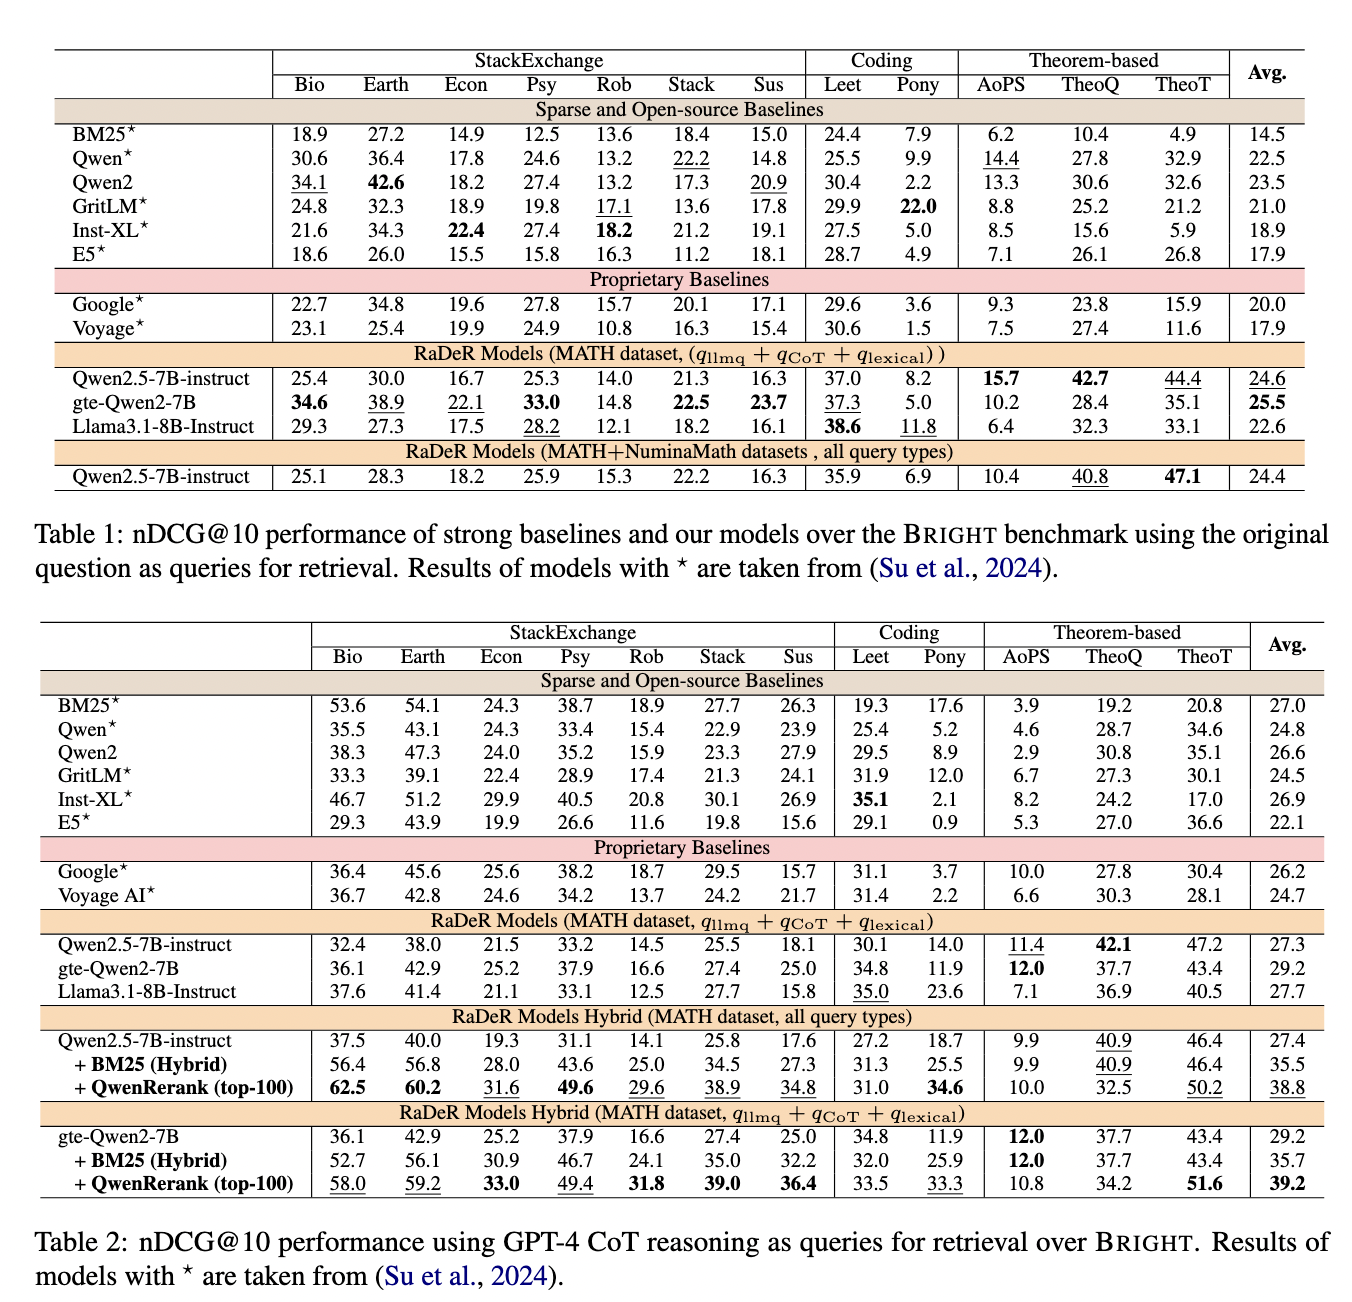 StackExchange Coding Theorem-based Avg.
Bio Earth Econ Psy Rob Stack Sus Leet Pony AoPS TheoQ TheoT
Sparse and Open-source Baselines
BM25⋆ 18.9 27.2 14.9 12.5 13.6 18.4 15.0 24.4 7.9 6.2 10.4 4.9 14.5
Qwen⋆ 30.6 36.4 17.8 24.6 13.2 22.2 14.8 25.5 9.9 14.4 27.8 32.9 22.5
Qwen2 34.1 42.6 18.2 27.4 13.2 17.3 20.9 30.4 2.2 13.3 30.6 32.6 23.5
GritLM⋆ 24.8 32.3 18.9 19.8 17.1 13.6 17.8 29.9 22.0 8.8 25.2 21.2 21.0
Inst-XL⋆ 21.6 34.3 22.4 27.4 18.2 21.2 19.1 27.5 5.0 8.5 15.6 5.9 18.9
E5⋆ 18.6 26.0 15.5 15.8 16.3 11.2 18.1 28.7 4.9 7.1 26.1 26.8 17.9
Proprietary Baselines
Google⋆ 22.7 34.8 19.6 27.8 15.7 20.1 17.1 29.6 3.6 9.3 23.8 15.9 20.0
Voyage⋆ 23.1 25.4 19.9 24.9 10.8 16.3 15.4 30.6 1.5 7.5 27.4 11.6 17.9
RaDeR Models (MATH dataset, (qllmq + qCoT + qlexical) )
Qwen2.5-7B-instruct 25.4 30.0 16.7 25.3 14.0 21.3 16.3 37.0 8.2 15.7 42.7 44.4 24.6
gte-Qwen2-7B 34.6 38.9 22.1 33.0 14.8 22.5 23.7 37.3 5.0 10.2 28.4 35.1 25.5
Llama3.1-8B-Instruct 29.3 27.3 17.5 28.2 12.1 18.2 16.1 38.6 11.8 6.4 32.3 33.1 22.6
RaDeR Models (MATH+NuminaMath datasets , all query types)
Qwen2.5-7B-instruct 25.1 28.3 18.2 25.9 15.3 22.2 16.3 35.9 6.9 10.4 40.8 47.1 24.4
Table 1: nDCG@10 performance of strong baselines and our models over the BRIGHT benchmark using the original
question as queries for retrieval. Results of models with ⋆ are taken from (Su et al., 2024).
StackExchange Coding Theorem-based Avg.
Bio Earth Econ Psy Rob Stack Sus Leet Pony AoPS TheoQ TheoT
Sparse and Open-source Baselines
BM25⋆ 53.6 54.1 24.3 38.7 18.9 27.7 26.3 19.3 17.6 3.9 19.2 20.8 27.0
Qwen⋆ 35.5 43.1 24.3 33.4 15.4 22.9 23.9 25.4 5.2 4.6 28.7 34.6 24.8
Qwen2 38.3 47.3 24.0 35.2 15.9 23.3 27.9 29.5 8.9 2.9 30.8 35.1 26.6
GritLM⋆ 33.3 39.1 22.4 28.9 17.4 21.3 24.1 31.9 12.0 6.7 27.3 30.1 24.5
Inst-XL⋆ 46.7 51.2 29.9 40.5 20.8 30.1 26.9 35.1 2.1 8.2 24.2 17.0 26.9
E5⋆ 29.3 43.9 19.9 26.6 11.6 19.8 15.6 29.1 0.9 5.3 27.0 36.6 22.1
Proprietary Baselines
Google⋆ 36.4 45.6 25.6 38.2 18.7 29.5 15.7 31.1 3.7 10.0 27.8 30.4 26.2
Voyage AI⋆ 36.7 42.8 24.6 34.2 13.7 24.2 21.7 31.4 2.2 6.6 30.3 28.1 24.7
RaDeR Models (MATH dataset, qllmq + qCoT + qlexical)
Qwen2.5-7B-instruct 32.4 38.0 21.5 33.2 14.5 25.5 18.1 30.1 14.0 11.4 42.1 47.2 27.3
gte-Qwen2-7B 36.1 42.9 25.2 37.9 16.6 27.4 25.0 34.8 11.9 12.0 37.7 43.4 29.2
Llama3.1-8B-Instruct 37.6 41.4 21.1 33.1 12.5 27.7 15.8 35.0 23.6 7.1 36.9 40.5 27.7
RaDeR Models Hybrid (MATH dataset, all query types)
Qwen2.5-7B-instruct 37.5 40.0 19.3 31.1 14.1 25.8 17.6 27.2 18.7 9.9 40.9 46.4 27.4
+ BM25 (Hybrid) 56.4 56.8 28.0 43.6 25.0 34.5 27.3 31.3 25.5 9.9 40.9 46.4 35.5
+ QwenRerank (top-100) 62.5 60.2 31.6 49.6 29.6 38.9 34.8 31.0 34.6 10.0 32.5 50.2 38.8
RaDeR Models Hybrid (MATH dataset, qllmq + qCoT + qlexical)
gte-Qwen2-7B 36.1 42.9 25.2 37.9 16.6 27.4 25.0 34.8 11.9 12.0 37.7 43.4 29.2
+ BM25 (Hybrid) 52.7 56.1 30.9 46.7 24.1 35.0 32.2 32.0 25.9 12.0 37.7 43.4 35.7
+ QwenRerank (top-100) 58.0 59.2 33.0 49.4 31.8 39.0 36.4 33.5 33.3 10.8 34.2 51.6 39.2
Table 2: nDCG@10 performance using GPT-4 CoT reasoning as queries for retrieval over BRIGHT. Results of
models with ⋆ are taken from (Su et al., 2024).